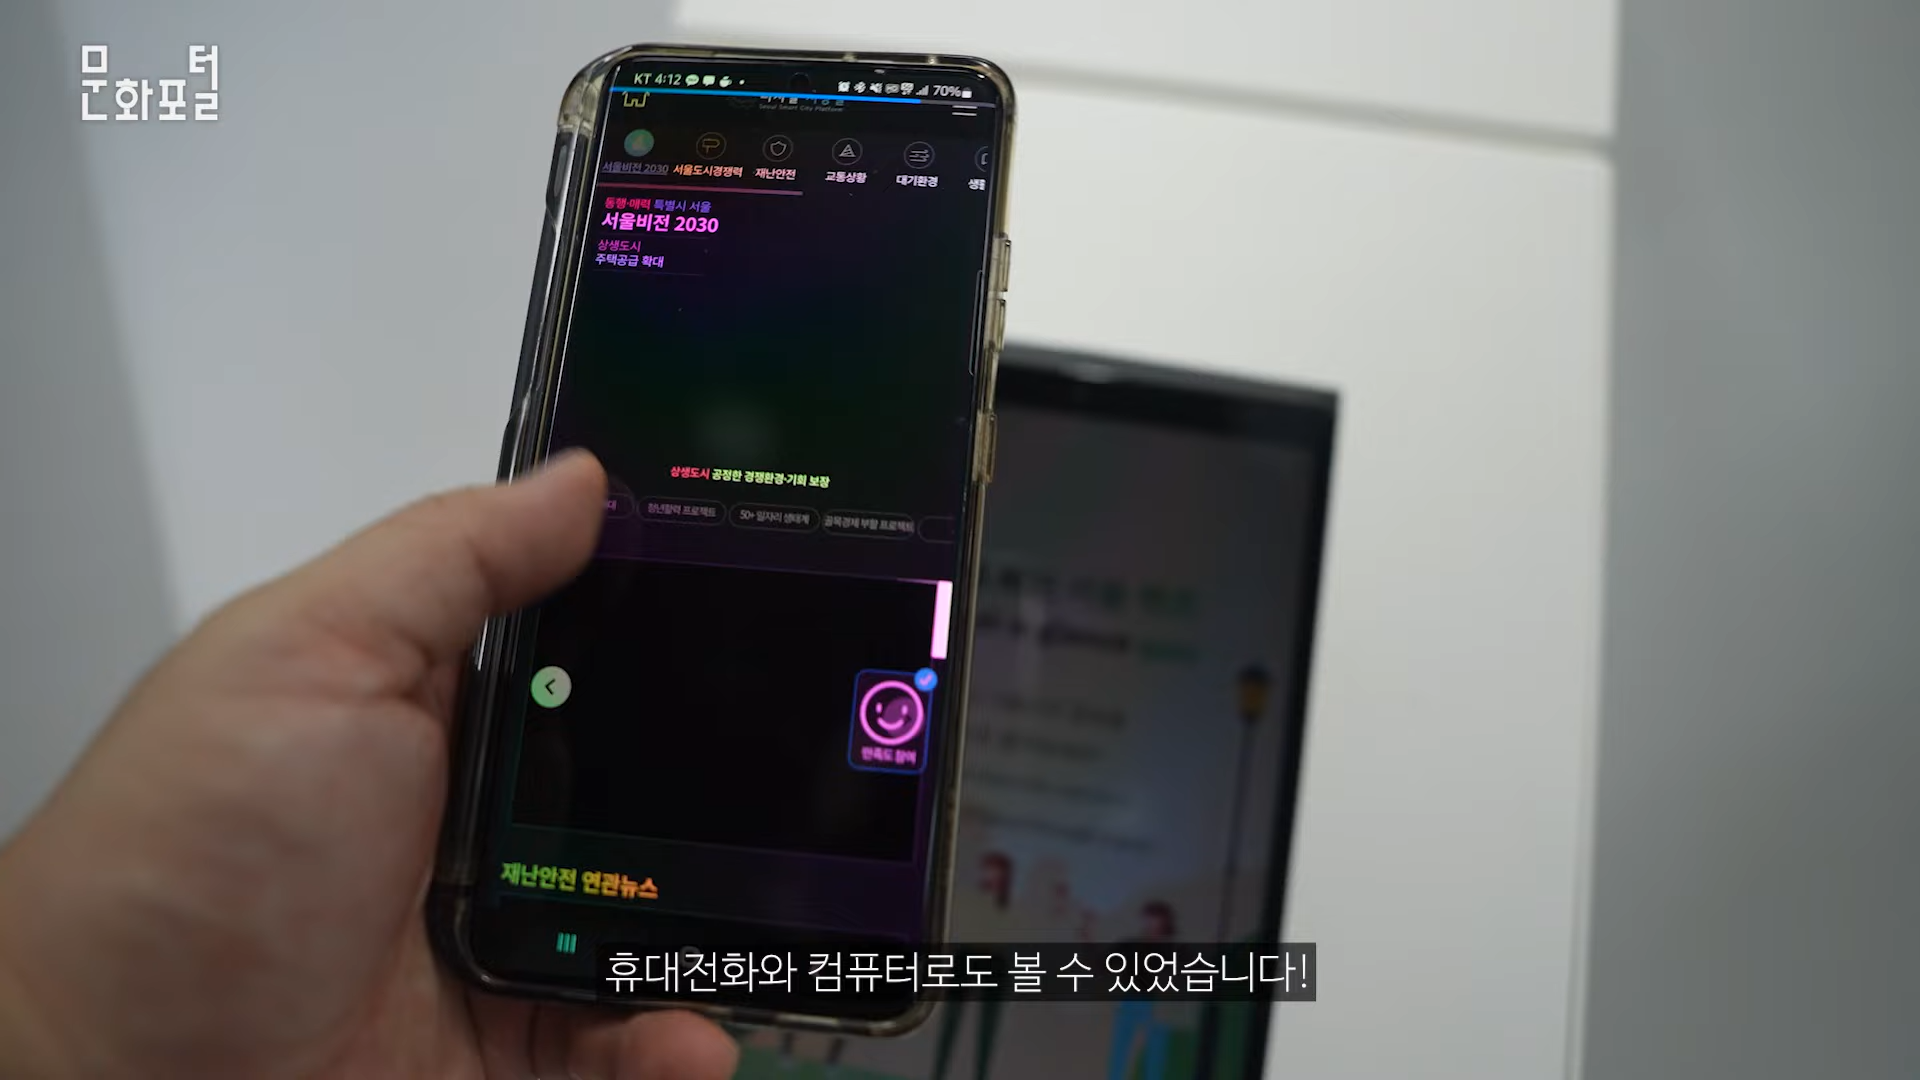 문화포털
KT 4:12
70%
Seoul Smart City Platform
서울비전 2030
서울도시경쟁력
재난안전
교통상황
대기환경
동행·매력 특별시 서울
서울비전 2030
상생도시
주택공급 확대
상생도시 공정한 경쟁환경·기회 보장
청년활력 프로젝트
50+ 일자리 생태계
골목경제 부활 프로젝트
만족도 참여
재난안전 연관뉴스
휴대전화와 컴퓨터로도 볼 수 있었습니다!